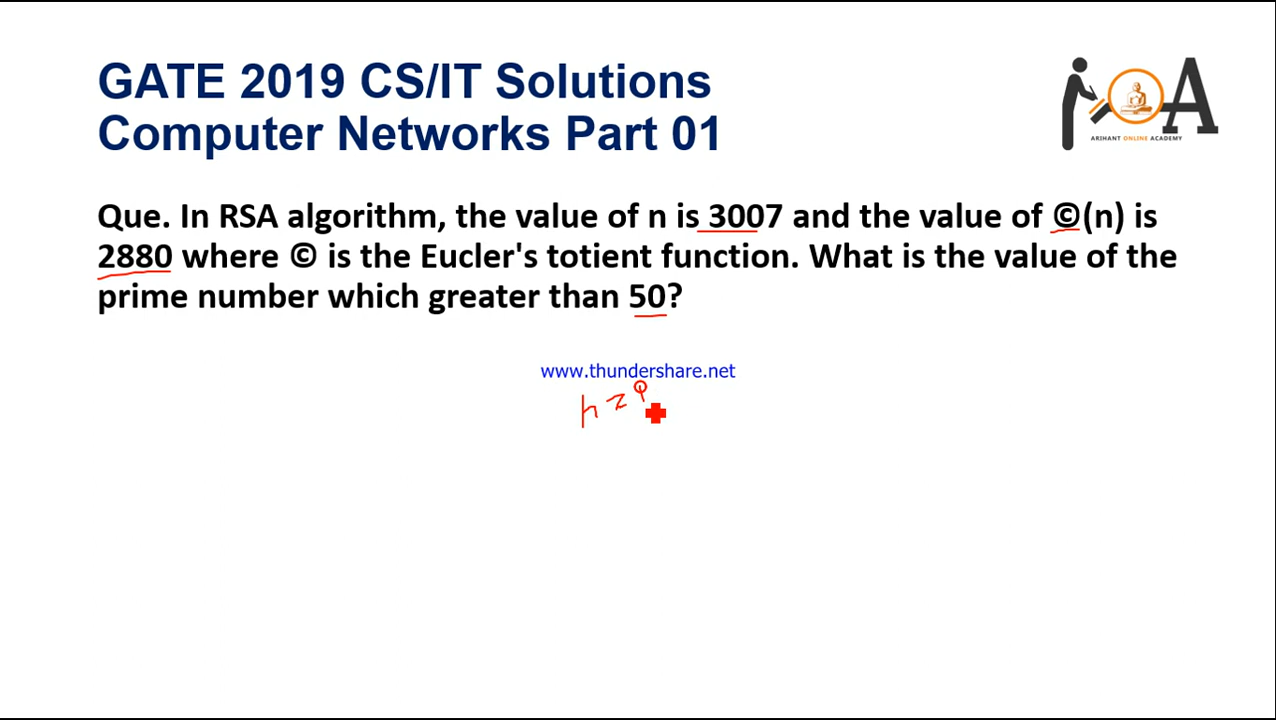 GATE 2019 CS/IT Solutions
Computer Networks Part 01
ARIHANT ONLINE ACADEMY
Que. In RSA algorithm, the value of n is 3007 and the value of ©(n) is
2880 where © is the Eucler's totient function. What is the value of the
prime number which greater than 50?
www.thundershare.net
n = p